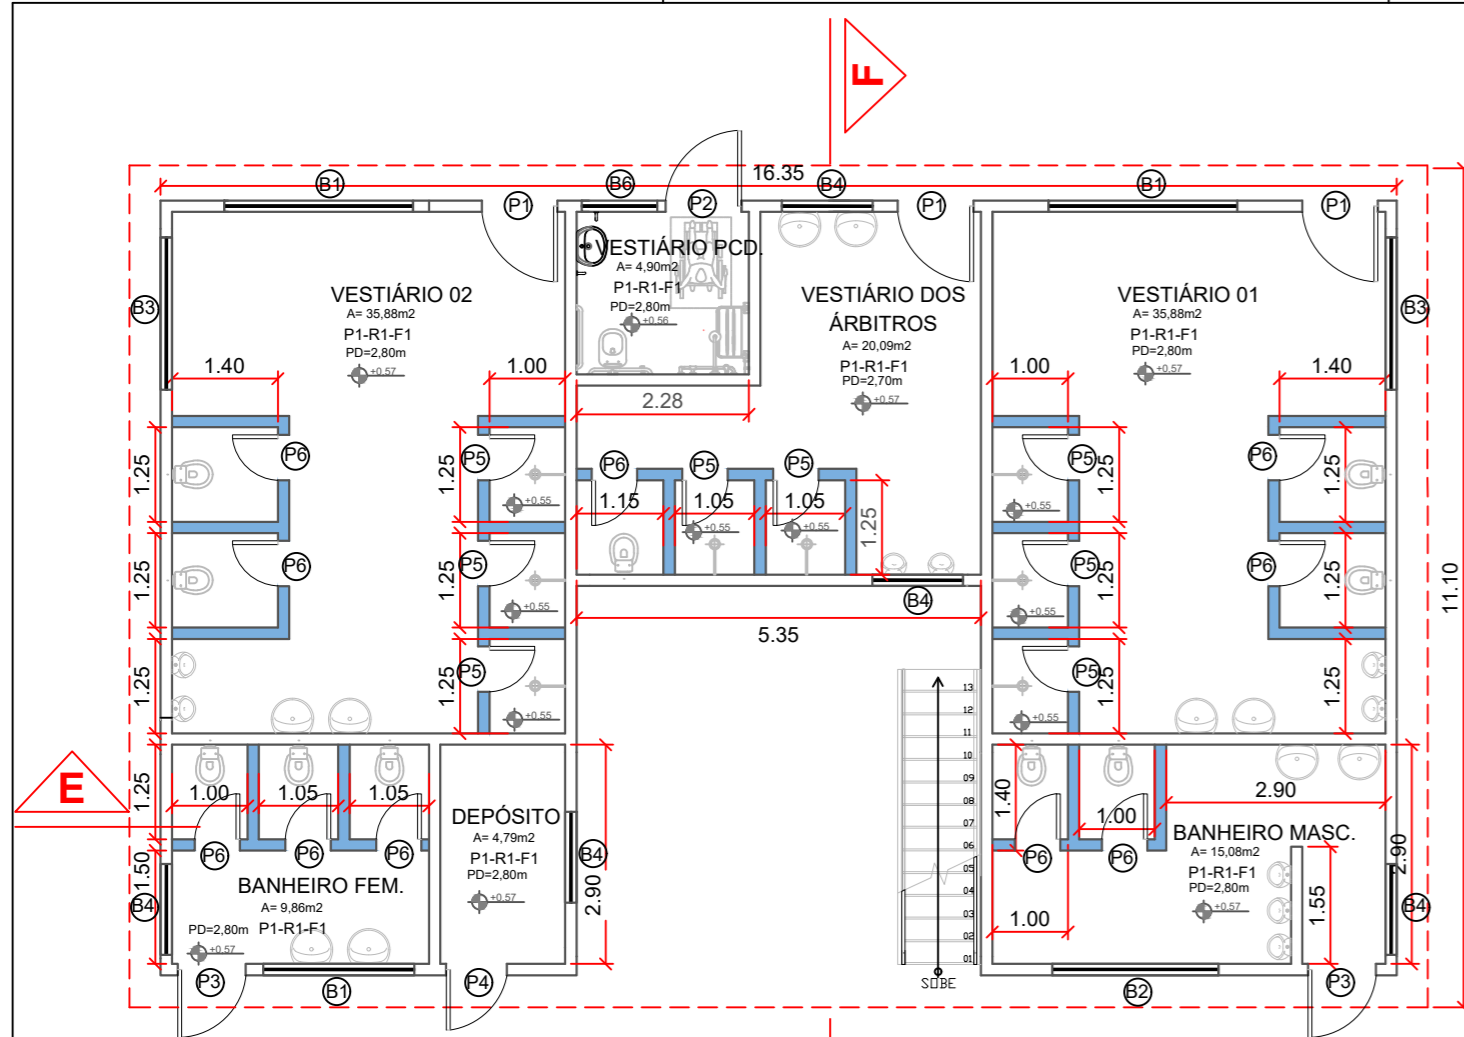 F
16.35
B1
P1
B6
P2
B4
P1
B1
P1
B3
VESTIÁRIO 02
A= 35,88m2
P1-R1-F1
PD=2,80m
+0,57
VESTIÁRIO PCD.
A= 4,90m2
P1-R1-F1
PD=2,80m
+0,56
VESTIÁRIO DOS
ÁRBITROS
A= 20,09m2
P1-R1-F1
PD=2,70m
+0,57
VESTIÁRIO 01
A= 35,88m2
P1-R1-F1
PD=2,80m
+0,57
B3
1.40
1.00
2.28
1.00
1.40
1.25
P6
1.25
P5
+0,55
P6
P5
P5
1.15
1.05
1.05
+0,55
+0,55
1.25
P5
1.25
+0,55
P6
1.25
1.25
P6
1.25
P5
+0,55
B4
P5
1.25
+0,55
P6
1.25
11.10
5.35
1.25
1.25
P5
+0,55
P5
1.25
+0,55
1.25
13
12
11
10
09
08
07
06
05
04
03
02
01
SOBE
E
1.25
1.00
1.05
1.05
P6
P6
P6
1.50
B4
BANHEIRO FEM.
A= 9,86m2
P1-R1-F1
PD=2,80m
+0,57
P3
B1
DEPÓSITO
A= 4,79m2
P1-R1-F1
PD=2,80m
+0,57
B4
2.90
P4
1.40
1.00
2.90
P6
P6
1.00
BANHEIRO MASC.
A= 15,08m2
P1-R1-F1
PD=2,80m
+0,57
1.55
2.90
B4
B2
P3